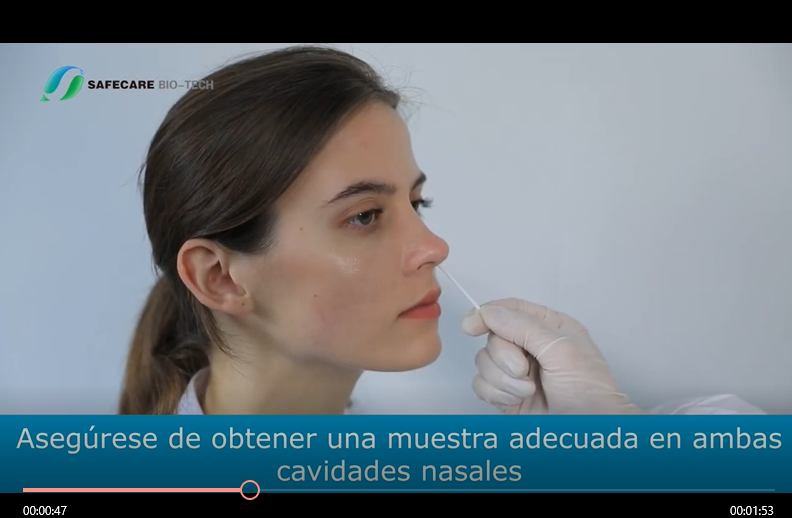 SAFECARE BIO-TECH
Asegúrese de obtener una muestra adecuada en ambas
cavidades nasales
00:00:47
00:01:53